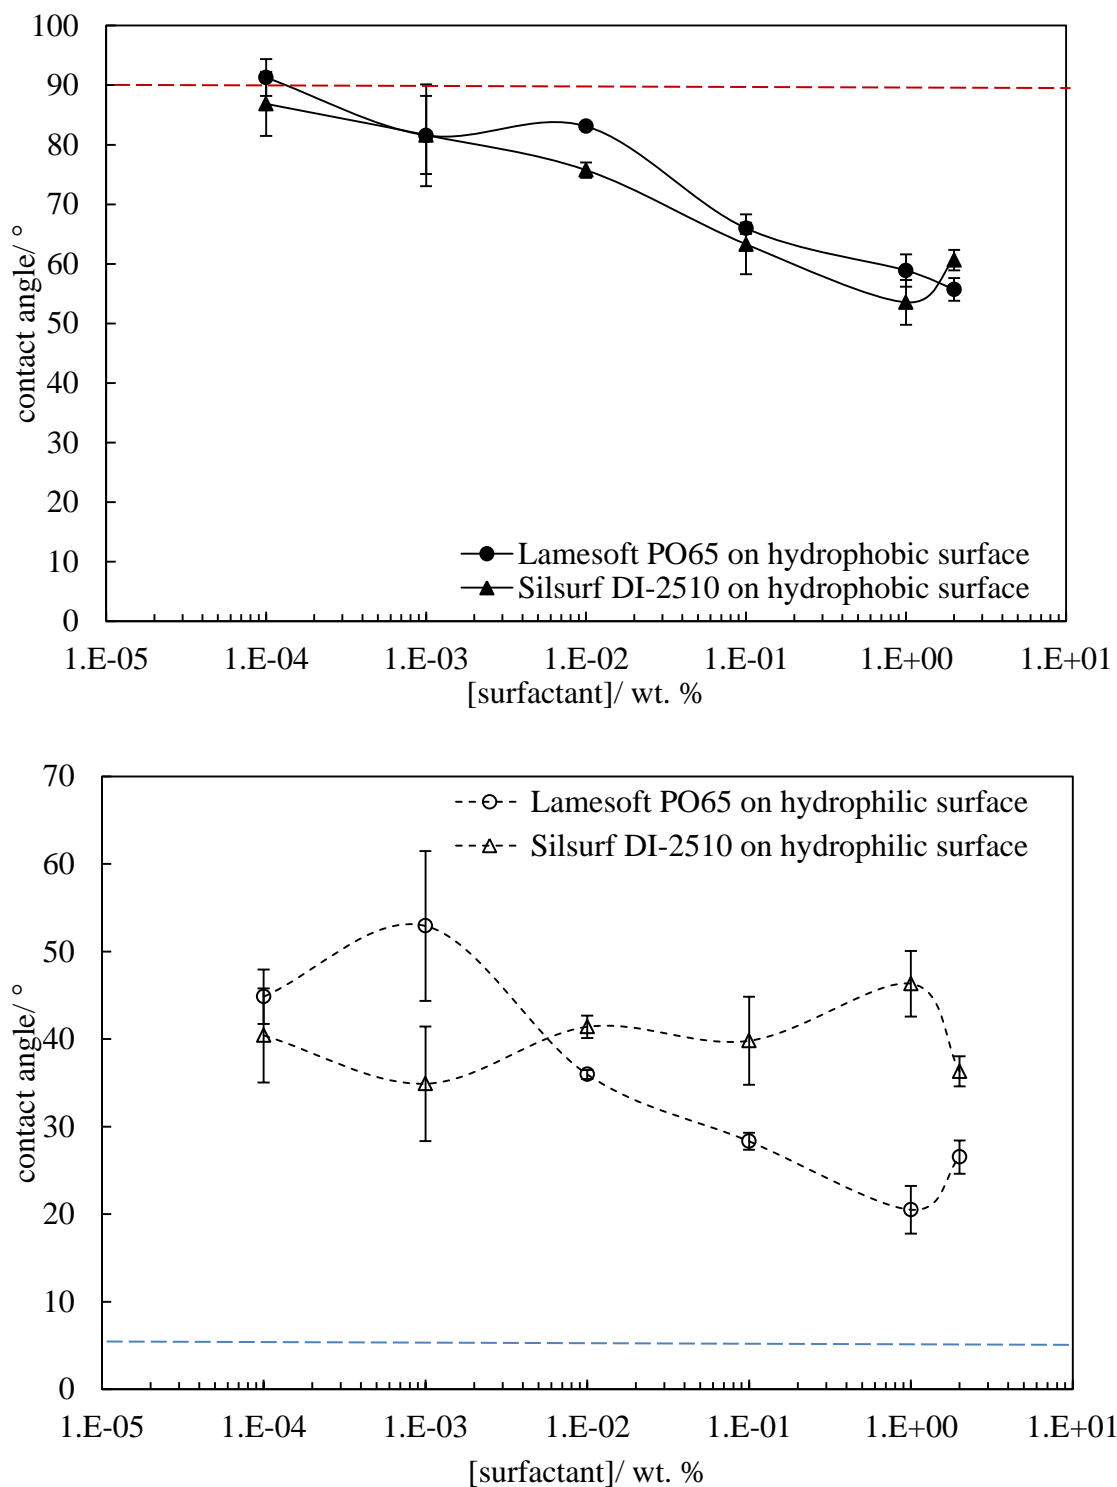 100
90
80
70
60
50
40
30
20
10
0
contact angle/ °
Lamesoft PO65 on hydrophobic surface
Silsurf DI-2510 on hydrophobic surface
1.E-05 1.E-04 1.E-03 1.E-02 1.E-01 1.E+00 1.E+01
[surfactant]/ wt. %
70
60
50
40
30
20
10
0
contact angle/ °
Lamesoft PO65 on hydrophilic surface
Silsurf DI-2510 on hydrophilic surface
1.E-05 1.E-04 1.E-03 1.E-02 1.E-01 1.E+00 1.E+01
[surfactant]/ wt. %